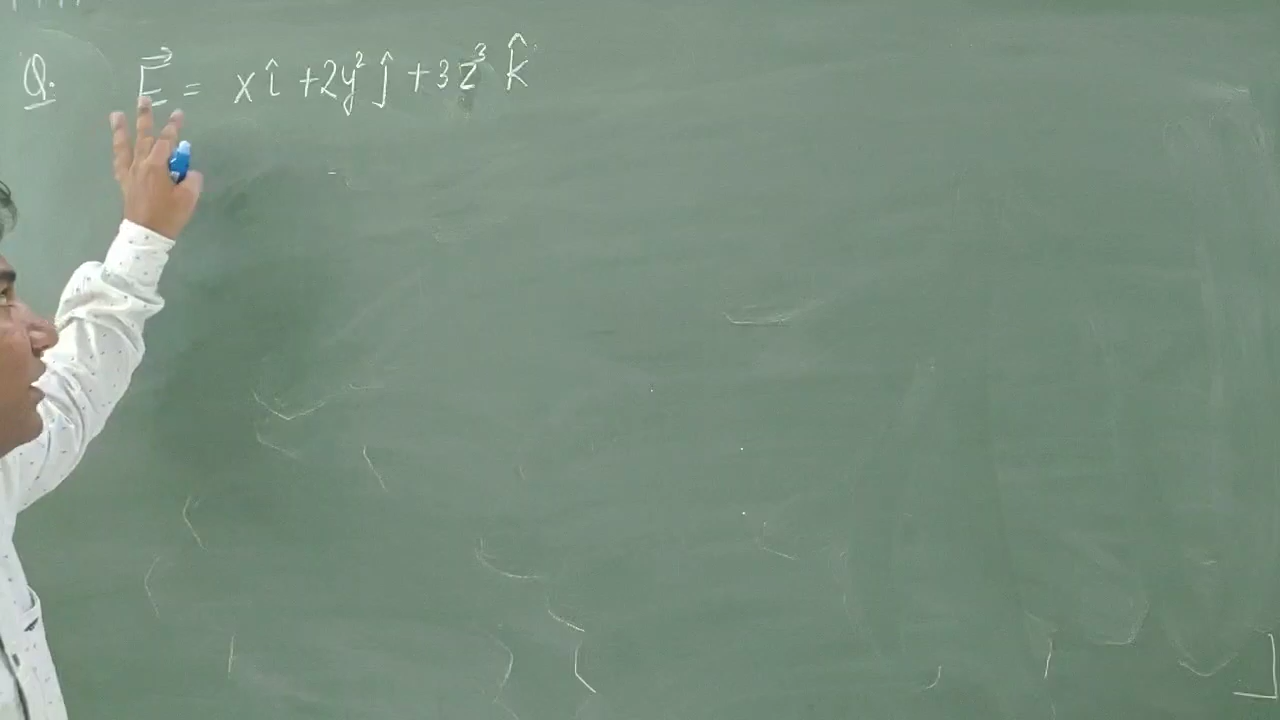 Q. E⃗ = x î + 2y² ĵ + 3z³ k̂